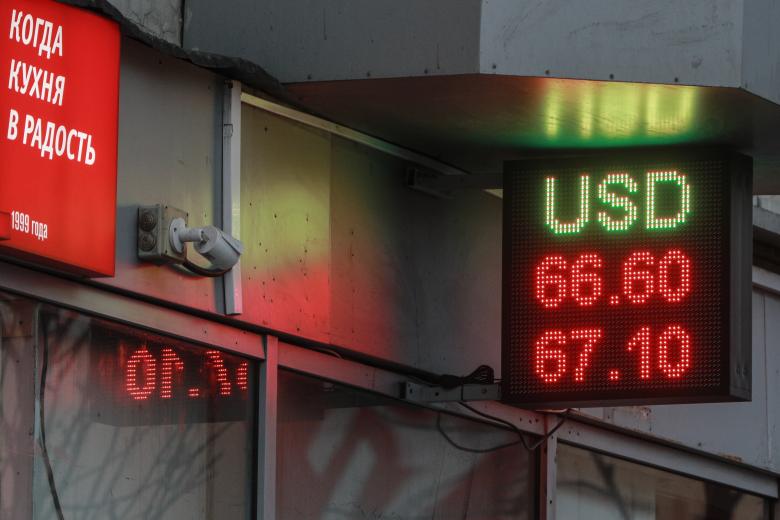 КОГДА
КУХНЯ
В РАДОСТЬ
1999 года
USD
66.60
67.10